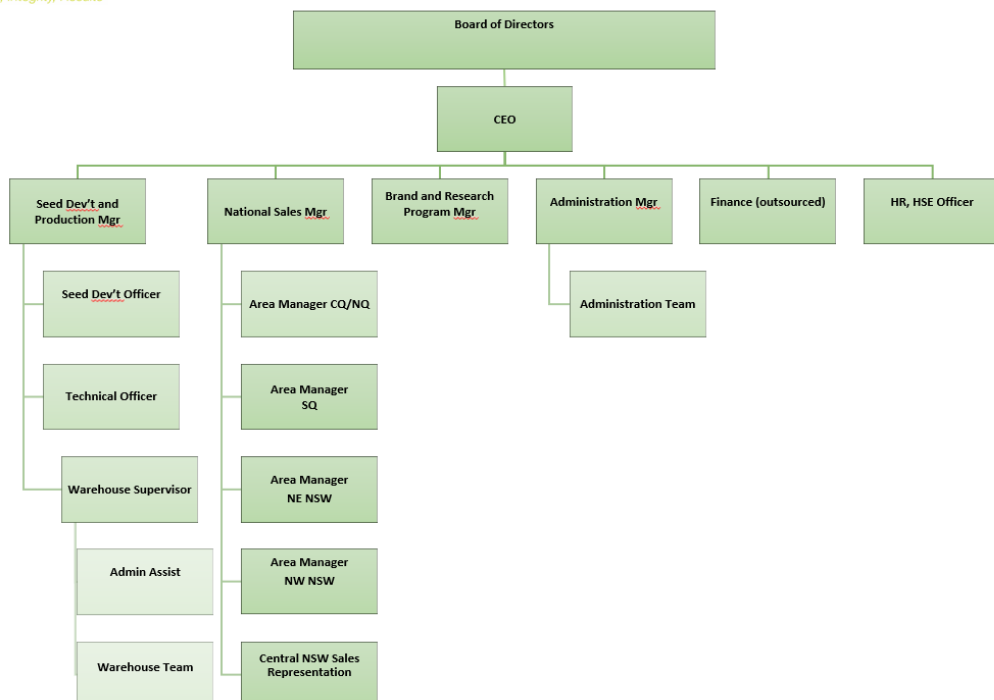 Board of Directors
CEO
Seed Dev't and
Production Mgr
National Sales Mgr
Brand and Research
Program Mgr
Administration Mgr
Finance (outsourced)
HR, HSE Officer
Seed Dev't Officer
Area Manager CQ/NQ
Administration Team
Technical Officer
Area Manager
SQ
Warehouse Supervisor
Area Manager
NE NSW
Admin Assist
Area Manager
NW NSW
Warehouse Team
Central NSW Sales
Representation